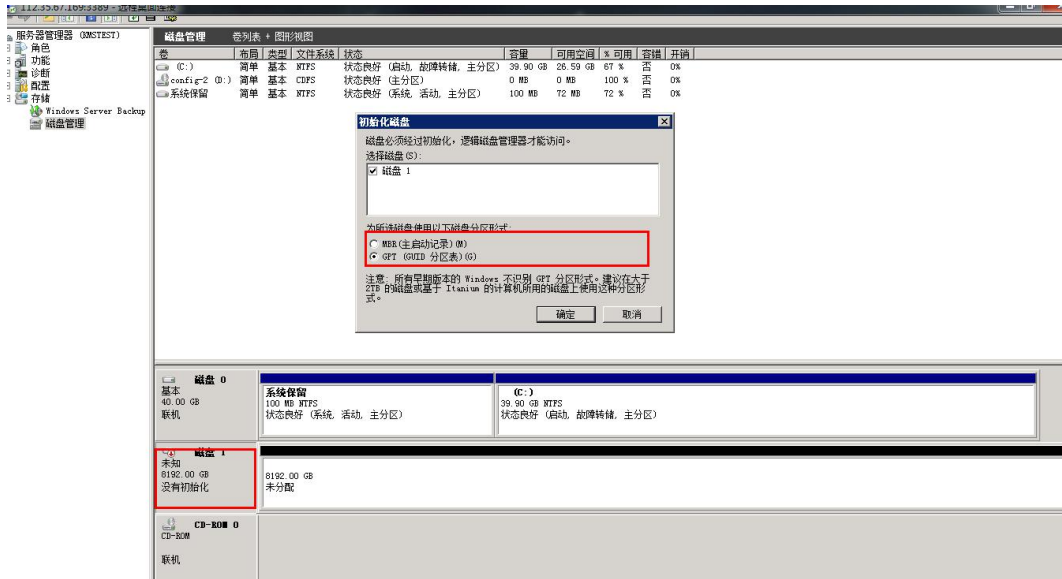 112.35.67.169:3389 - 远程桌面连接
服务器管理器 (XMSTEST)
角色
功能
诊断
配置
存储
Windows Server Backup
磁盘管理
磁盘管理 卷列表 + 图形视图
卷 布局 类型 文件系统 状态 容量 可用空间 % 可用 容错 开销
(C:) 简单 基本 NTFS 状态良好 (启动, 故障转储, 主分区) 39.90 GB 26.59 GB 67 % 否 0%
config-2 (D:) 简单 基本 CDFS 状态良好 (主分区) 0 MB 0 MB 100 % 否 0%
系统保留 简单 基本 NTFS 状态良好 (系统, 活动, 主分区) 100 MB 72 MB 72 % 否 0%
初始化磁盘
磁盘必须经过初始化，逻辑磁盘管理器才能访问。
选择磁盘(S):
磁盘 1
为所选磁盘使用以下磁盘分区形式:
MBR(主启动记录)(M)
GPT (GUID 分区表)(G)
注意: 所有早期版本的 Windows 不识别 GPT 分区形式。建议在大于
2TB 的磁盘或基于 Itanium 的计算机所用的磁盘上使用这种分区形
式。
确定 取消
磁盘 0
基本
40.00 GB
联机
系统保留
100 MB NTFS
状态良好 (系统, 活动, 主分区)
(C:)
39.90 GB NTFS
状态良好 (启动, 故障转储, 主分区)
磁盘 1
未知
8192.00 GB
没有初始化
8192.00 GB
未分配
CD-ROM 0
CD-ROM
联机